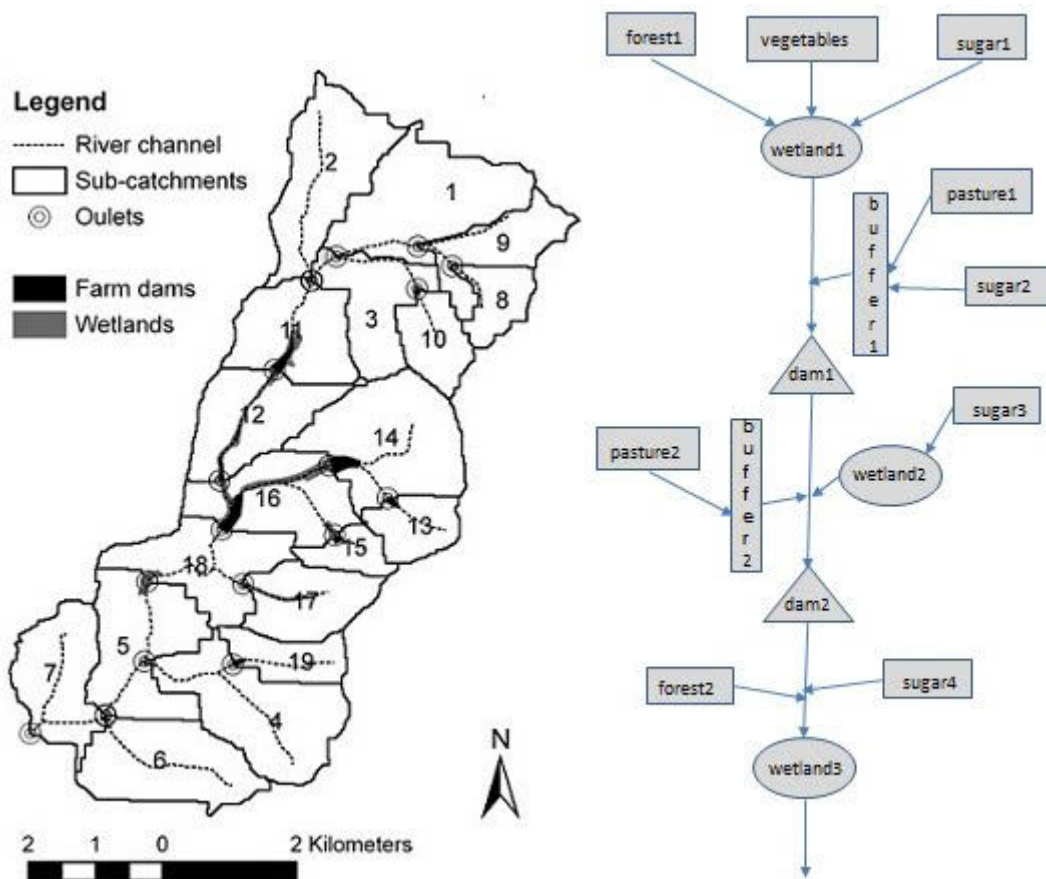 Legend
River channel
Sub-catchments
Oulets
Farm dams
Wetlands
2
1
9
8
3
10
11
12
14
16
13
15
18
17
5
7
19
4
6
N
2 1 0 2 Kilometers
forest1 vegetables sugar1
wetland1
buffer1
pasture1
sugar2
dam1
sugar3
pasture2
buffer2
wetland2
dam2
forest2
sugar4
wetland3